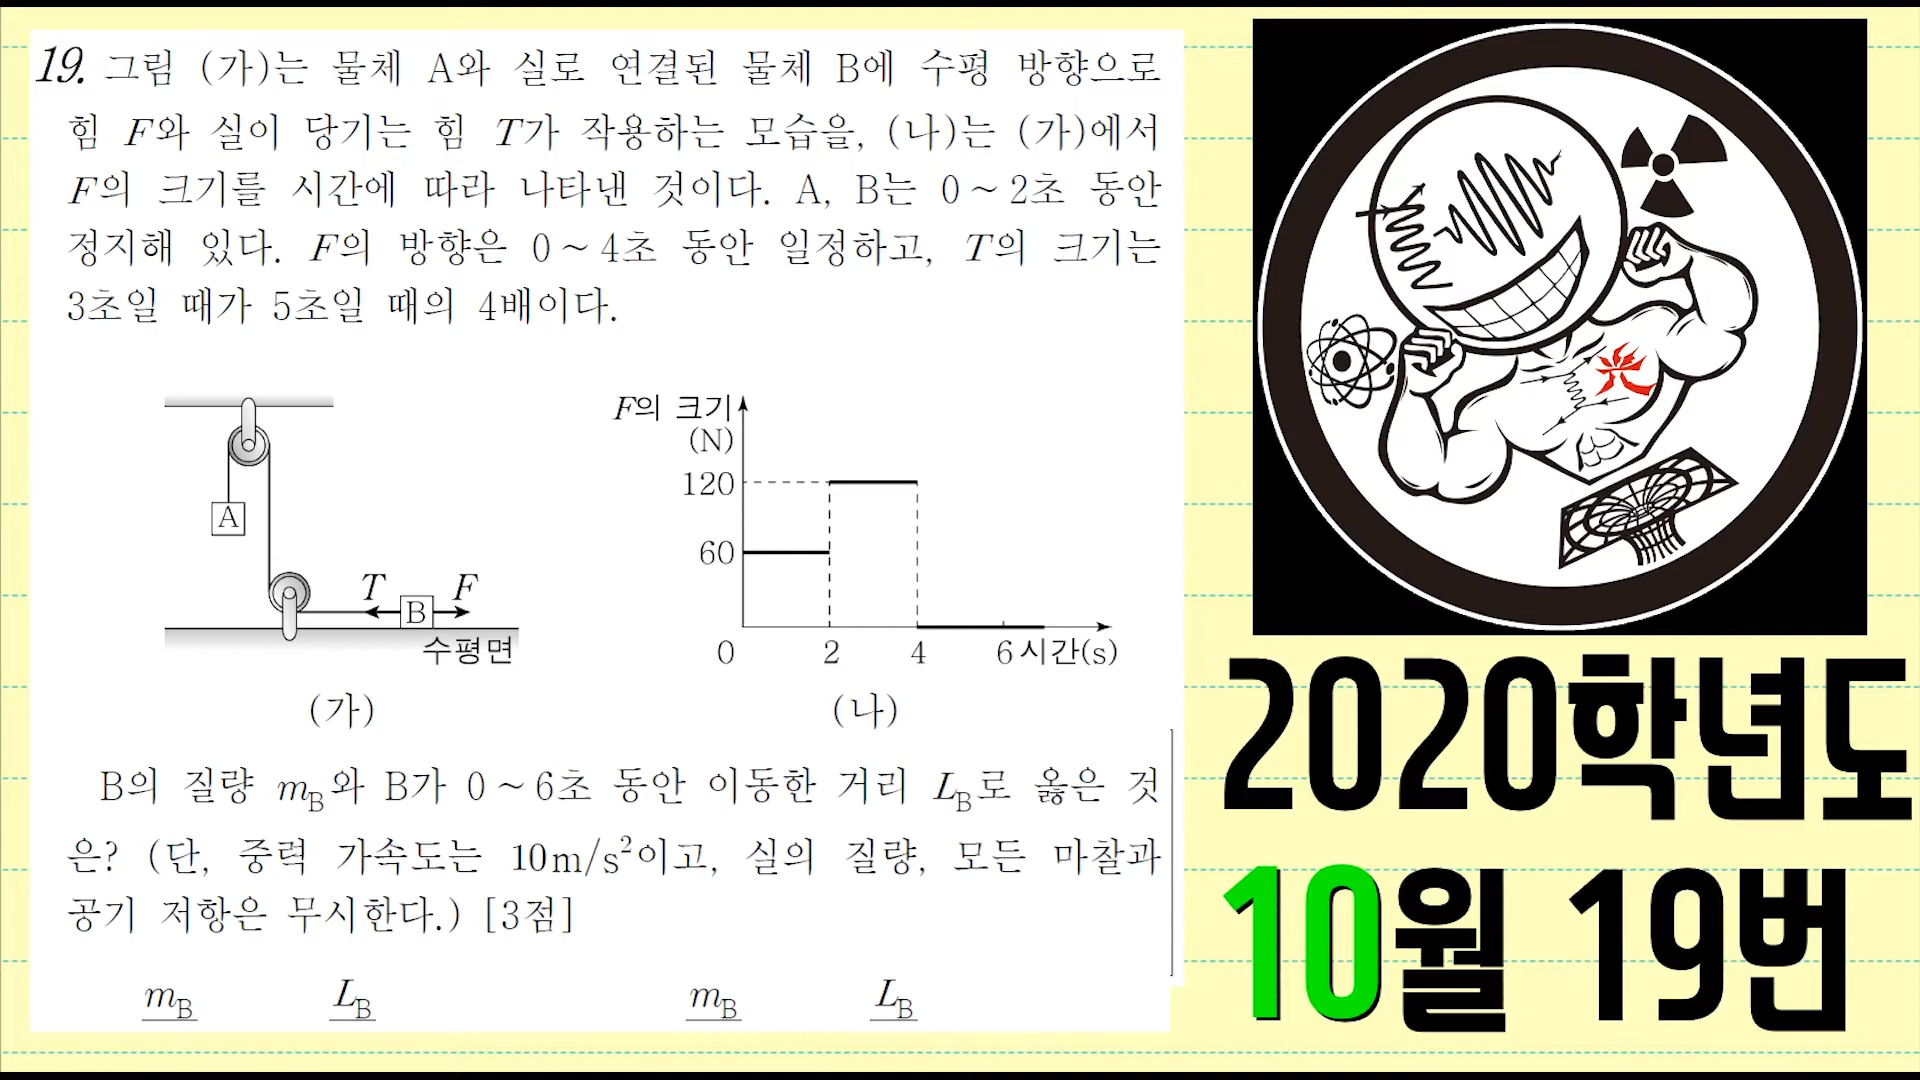 19. 그림 (가)는 물체 A와 실로 연결된 물체 B에 수평 방향으로
힘 F와 실이 당기는 힘 T가 작용하는 모습을, (나)는 (가)에서
F의 크기를 시간에 따라 나타낸 것이다. A, B는 0～2초 동안
정지해 있다. F의 방향은 0～4초 동안 일정하고, T의 크기는
3초일 때가 5초일 때의 4배이다.
A
T F
B
수평면
(가)
F의 크기
(N)
120
60
0 2 4 6 시간(s)
(나)
B의 질량 m_B와 B가 0～6초 동안 이동한 거리 L_B로 옳은 것
은? (단, 중력 가속도는 10m/s²이고, 실의 질량, 모든 마찰과
공기 저항은 무시한다.) [3점]
m_B L_B m_B L_B
光
2020학년도
10월 19번